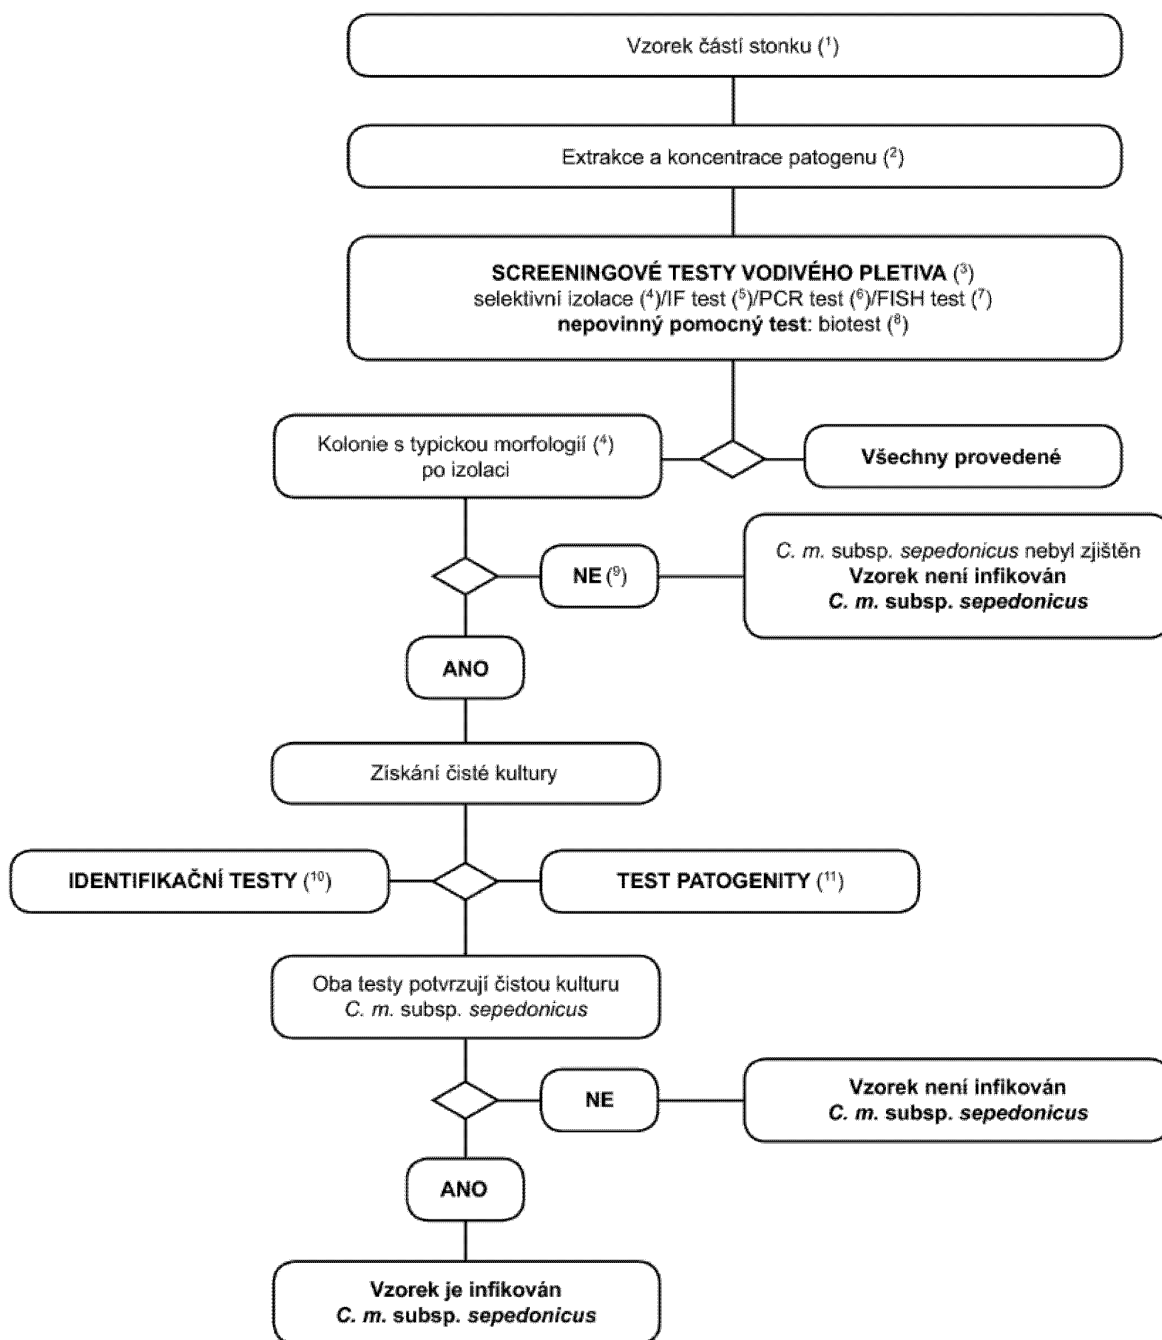 Vzorek částí stonku (¹)
Extrakce a koncentrace patogenu (²)
SCREENINGOVÉ TESTY VODIVÉHO PLETIVA (³)
selektivní izolace (⁴)/IF test (⁵)/PCR test (⁶)/FISH test (⁷)
nepovinný pomocný test: biotest (⁸)
Kolonie s typickou morfologií (⁴)
po izolaci
Všechny provedené
NE (⁹)
C. m. subsp. sepedonicus nebyl zjištěn
Vzorek není infikován
C. m. subsp. sepedonicus
ANO
Získání čisté kultury
IDENTIFIKAČNÍ TESTY (¹⁰)
TEST PATOGENITY (¹¹)
Oba testy potvrzují čistou kulturu
C. m. subsp. sepedonicus
NE
Vzorek není infikován
C. m. subsp. sepedonicus
ANO
Vzorek je infikován
C. m. subsp. sepedonicus